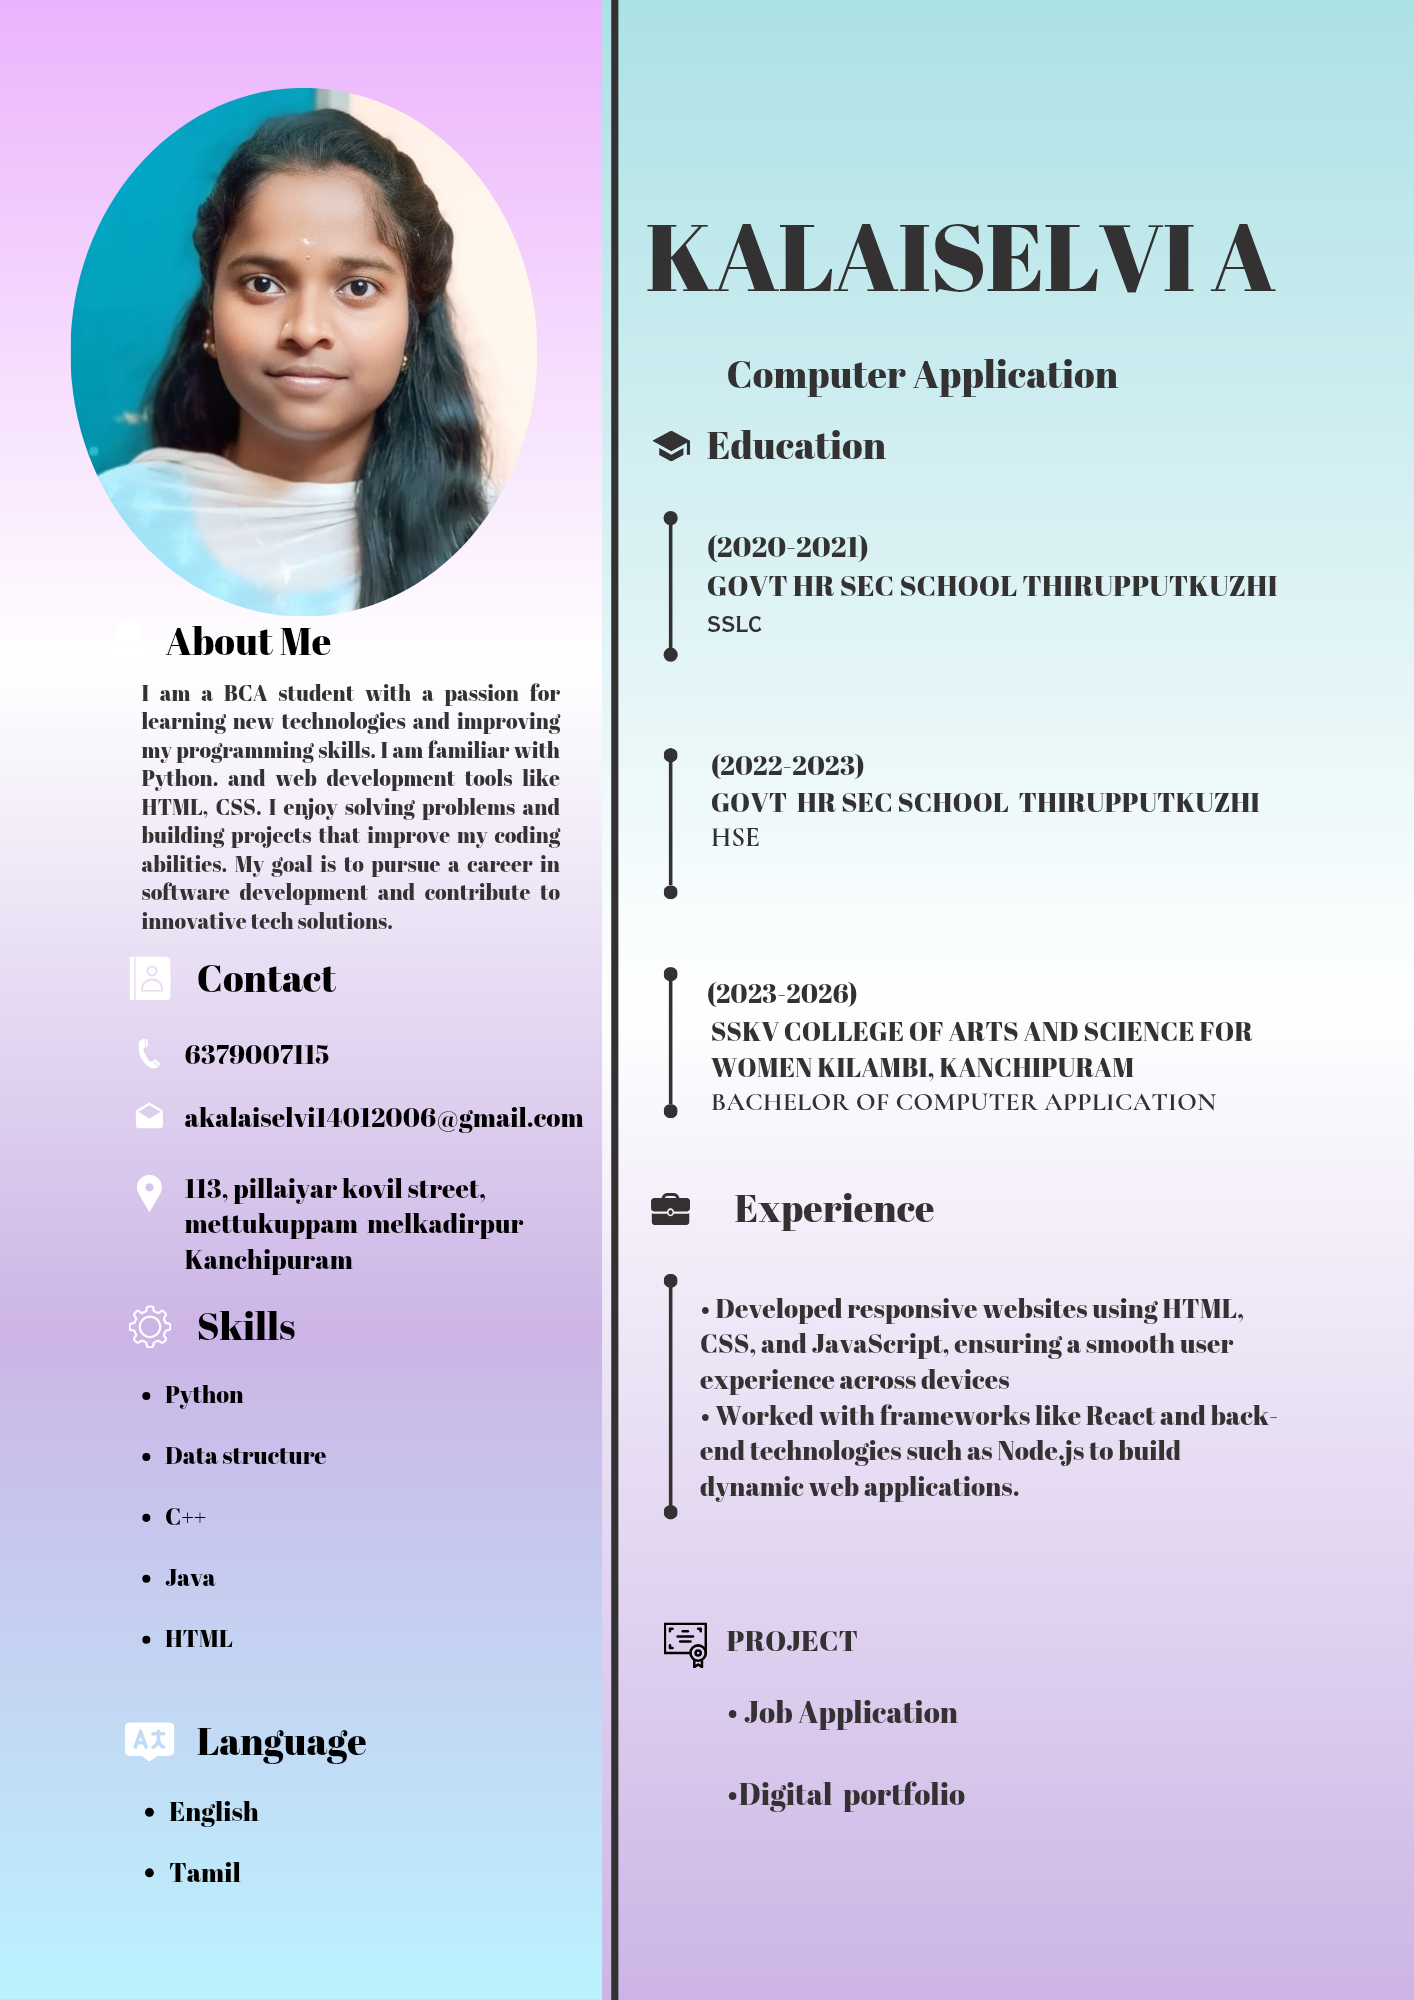 About Me
I am a BCA student with a passion for
learning new technologies and improving
my programming skills. I am familiar with
Python. and web development tools like
HTML, CSS. I enjoy solving problems and
building projects that improve my coding
abilities. My goal is to pursue a career in
software development and contribute to
innovative tech solutions.
Contact
6379007115
akalaiselvi14012006@gmail.com
113, pillaiyar kovil street,
mettukuppam melkadirpur
Kanchipuram
Skills
• Python
• Data structure
• C++
• Java
• HTML
Language
• English
• Tamil
KALAISELVI A
Computer Application
Education
(2020-2021)
GOVT HR SEC SCHOOL THIRUPPUTKUZHI
SSLC
(2022-2023)
GOVT HR SEC SCHOOL THIRUPPUTKUZHI
HSE
(2023-2026)
SSKV COLLEGE OF ARTS AND SCIENCE FOR
WOMEN KILAMBI, KANCHIPURAM
BACHELOR OF COMPUTER APPLICATION
Experience
• Developed responsive websites using HTML,
CSS, and JavaScript, ensuring a smooth user
experience across devices
• Worked with frameworks like React and back-
end technologies such as Node.js to build
dynamic web applications.
PROJECT
• Job Application
•Digital portfolio